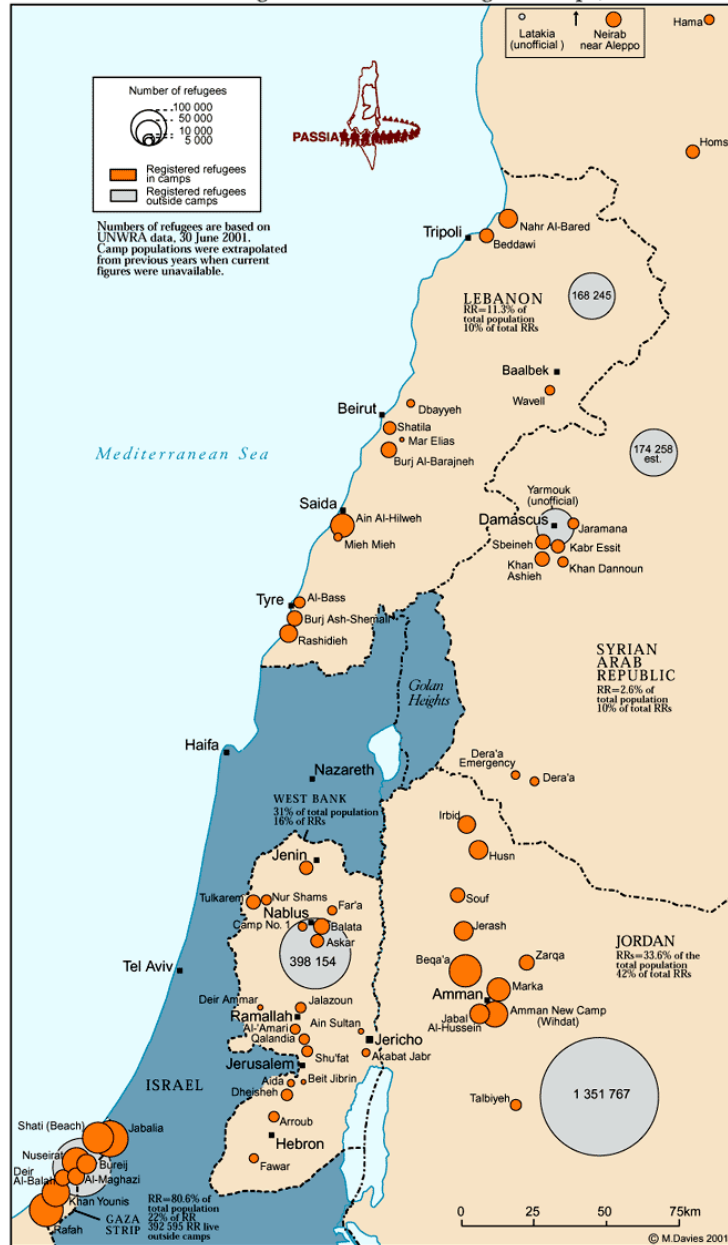 Latakia
(unofficial )
Neirab
near Aleppo
Hama
Homs
Number of refugees
100 000
50 000
10 000
5 000
Registered refugees
in camps
Registered refugees
outside camps
PASSIA
Numbers of refugees are based on
UNWRA data, 30 June 2001.
Camp populations were extrapolated
from previous years when current
figures were unavailable.
Tripoli
Nahr Al-Bared
Beddawi
LEBANON
RR=11.3% of
total population
10% of total RRs
168 245
Baalbek
Wavell
Beirut
Dbayyeh
Shatila
Mar Elias
Burj Al-Barajneh
Mediterranean Sea
174 258
est.
Saida
Ain Al-Hilweh
Mieh Mieh
Yarmouk
(unofficial)
Damascus
Jaramana
Sbeineh
Kabr Essit
Khan
Ashieh
Khan Dannoun
Tyre
Al-Bass
Burj Ash-Shemali
Rashidieh
SYRIAN
ARAB
REPUBLIC
RR=2.6% of
total population
10% of total RRs
Golan
Heights
Haifa
Nazareth
Dera'a
Emergency
Dera'a
WEST BANK
31% of total population
16% of RRs
Irbid
Husn
Jenin
Tulkarem
Nur Shams
Far'a
Souf
Nablus
Camp No. 1
Balata
Askar
Jerash
398 154
JORDAN
RRs=33.6% of the
total population
42% of total RRs
Tel Aviv
Beqa'a
Zarqa
Marka
Amman
Deir Ammar
Jalazoun
Ramallah
Ain Sultan
Jabal
Al-Hussein
Amman New Camp
(Wihdat)
Al-'Amari
Qalandia
Jericho
Shu'fat
Akabat Jabr
Jerusalem
ISRAEL
Aida
Beit Jibrin
Dheisheh
1 351 767
Talbiyeh
Arroub
Shati (Beach)
Jabalia
Hebron
Nuseirat
Bureij
Deir
Al-Balah
Al-Maghazi
Fawar
Khan Younis
Rafah
GAZA
STRIP
RR=80.6% of
total population
22% of RR
392 595 RR live
outside camps
0 25 50 75km
© M.Davies 2001